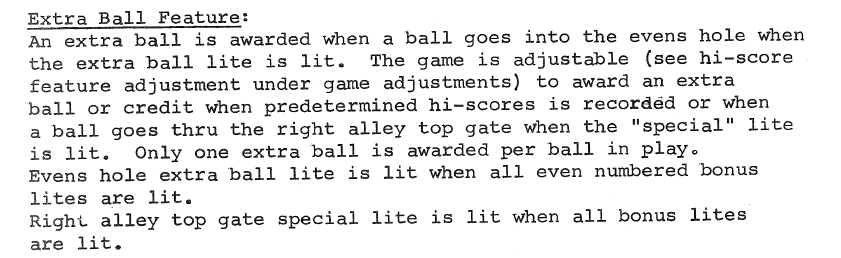 Extra Ball Feature:
An extra ball is awarded when a ball goes into the evens hole when
the extra ball lite is lit.  The game is adjustable (see hi-score
feature adjustment under game adjustments) to award an extra
ball or credit when predetermined hi-scores is recorded or when
a ball goes thru the right alley top gate when the "special" lite
is lit.  Only one extra ball is awarded per ball in play.
Evens hole extra ball lite is lit when all even numbered bonus
lites are lit.
Right alley top gate special lite is lit when all bonus lites
are lit.